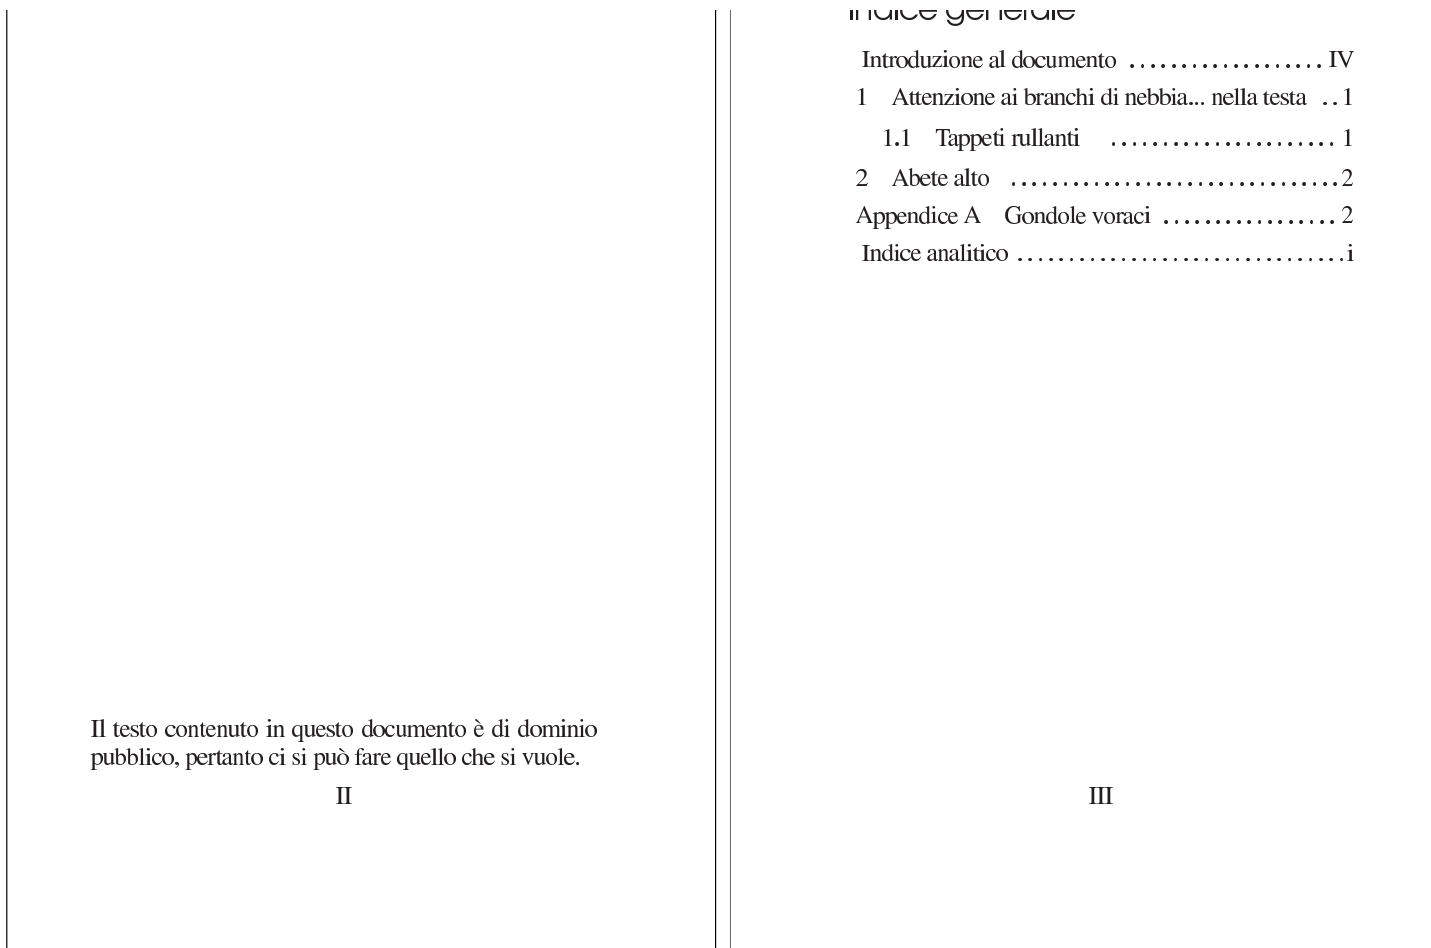 Il testo contenuto in questo documento è di dominio
pubblico, pertanto ci si può fare quello che si vuole.
II
Indice generale
Introduzione al documento . . . . . . . . . . . . . . . . . . . IV
1 Attenzione ai branchi di nebbia... nella testa . . 1
1.1 Tappeti rullanti . . . . . . . . . . . . . . . . . . . . . . 1
2 Abete alto . . . . . . . . . . . . . . . . . . . . . . . . . . . . . . . . 2
Appendice A Gondole voraci . . . . . . . . . . . . . . . . . 2
Indice analitico . . . . . . . . . . . . . . . . . . . . . . . . . . . . . . . . i
III